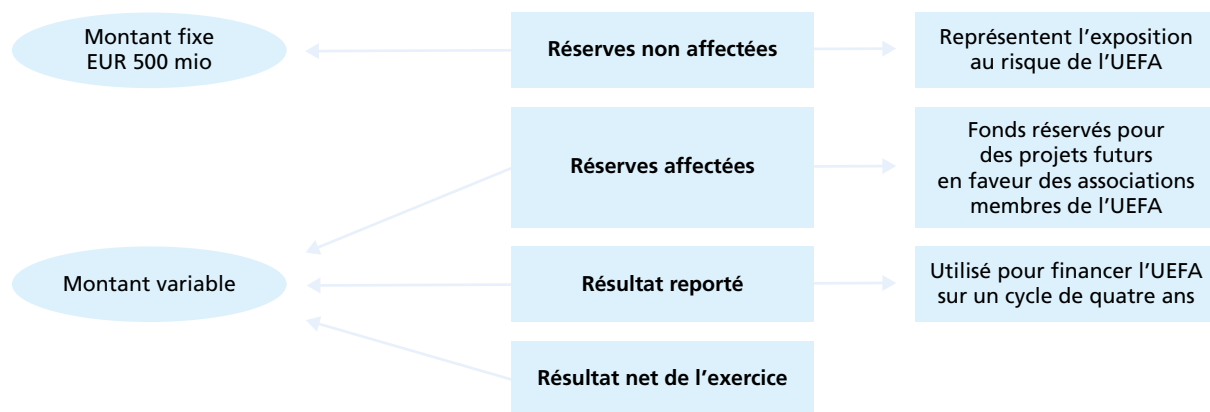 Montant fixe
EUR 500 mio
Réserves non affectées
Représentent l’exposition
au risque de l’UEFA
Réserves affectées
Fonds réservés pour
des projets futurs
en faveur des associations
membres de l’UEFA
Montant variable
Résultat reporté
Utilisé pour financer l’UEFA
sur un cycle de quatre ans
Résultat net de l’exercice